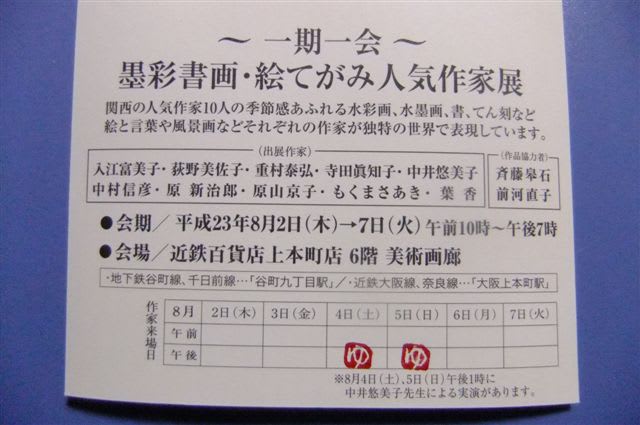 ～ 一期一会 ～
墨彩書画・絵てがみ人気作家展
関西の人気作家10人の季節感あふれる水彩画、水墨画、書、てん刻など
絵と言葉や風景画などそれぞれの作家が独特の世界で表現しています。
(出展作家)
入江富美子・荻野美佐子・重村泰弘・寺田眞知子・中井悠美子
中村信彦・原 新治郎・原山京子・もくまさあき・葉 香
(作品協力者)
斉藤皐石
前河直子
●会期／平成23年8月2日(木)→7日(火) 午前10時〜午後7時
●会場／近鉄百貨店上本町店 6階 美術画廊
・地下鉄谷町線、千日前線…「谷町九丁目駅」／・近鉄大阪線、奈良線…「大阪上本町駅」
作家来場日
8月 2日(木) 3日(金) 4日(土) 5日(日) 6日(月) 7日(火)
午前
午後 ゆ ゆ
※8月4日(土)、5日(日)午後1時に
中井悠美子先生による実演があります。